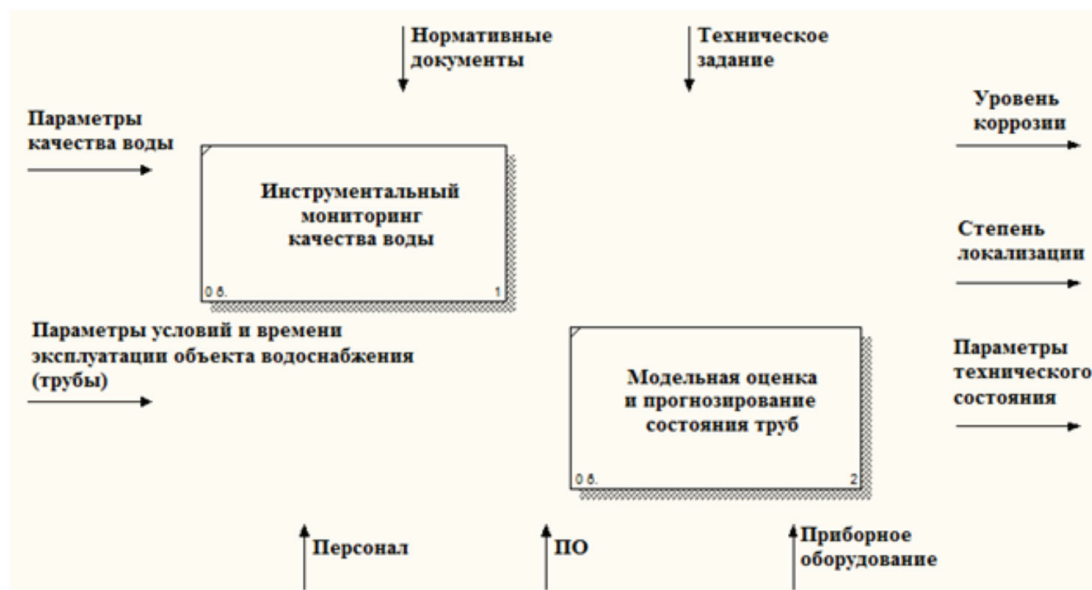 Нормативные
документы
Техническое
задание
Параметры
качества воды
Уровень
коррозии
Инструментальный
мониторинг
качества воды
0 б. 1
Степень
локализации
Параметры условий и времени
эксплуатации объекта водоснабжения
(трубы)
Параметры
технического
состояния
Модельная оценка
и прогнозирование
состояния труб
0 б. 2
Персонал
ПО
Приборное
оборудование